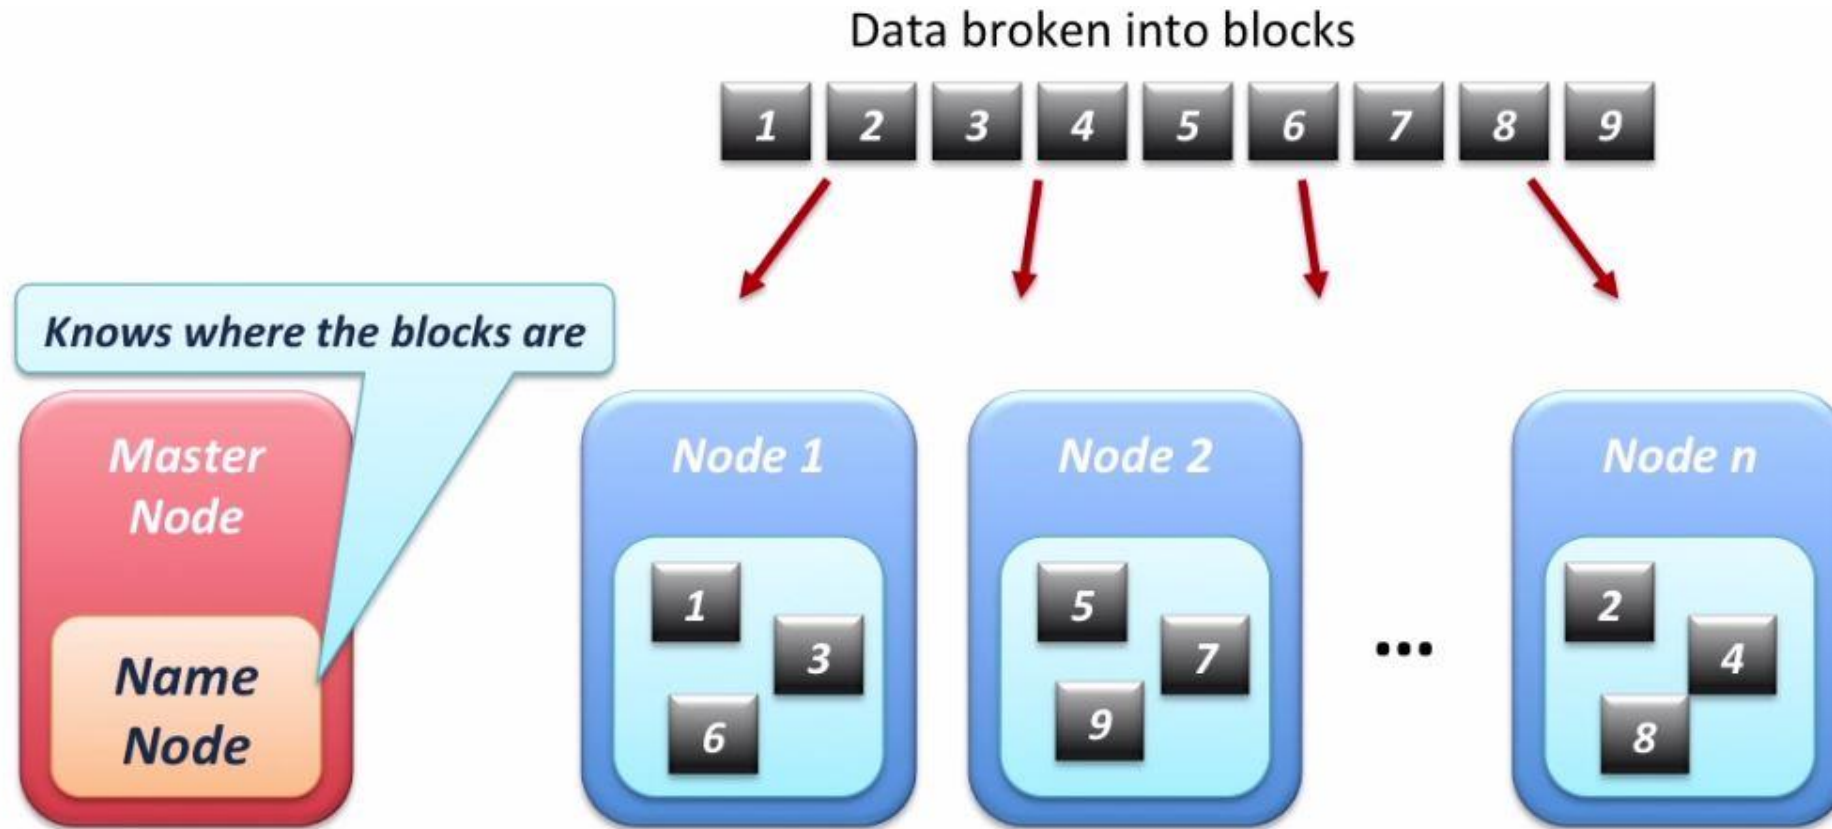 Data broken into blocks
1 2 3 4 5 6 7 8 9
Knows where the blocks are
Master
Node
Name
Node
Node 1
1
3
6
Node 2
5
7
9
...
Node n
2
4
8